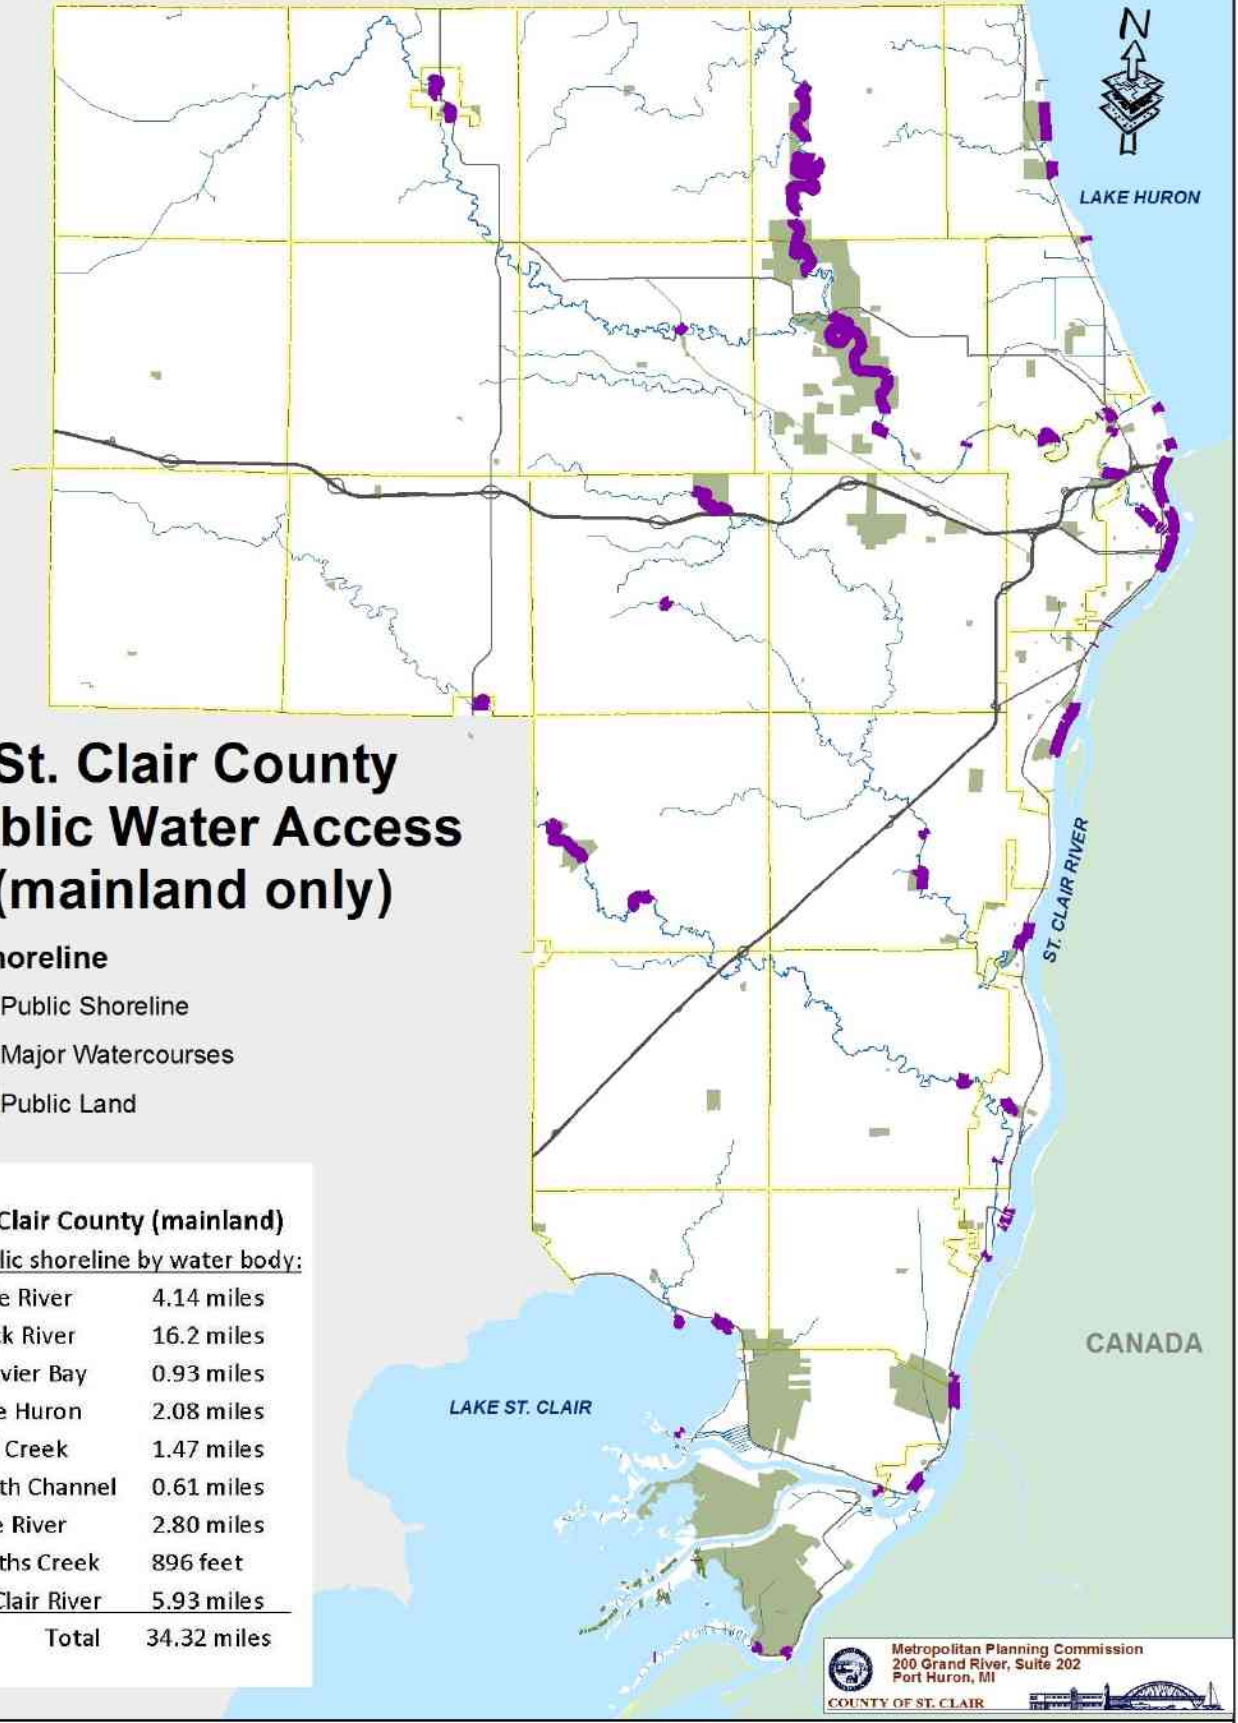 N
LAKE HURON
St. Clair County
blic Water Access
(mainland only)
horeline
Public Shoreline
Major Watercourses
Public Land
ST. CLAIR RIVER
Clair County (mainland)
lic shoreline by water body:
e River 4.14 miles
ck River 16.2 miles
vier Bay 0.93 miles
e Huron 2.08 miles
Creek 1.47 miles
th Channel 0.61 miles
e River 2.80 miles
ths Creek 896 feet
Clair River 5.93 miles
Total 34.32 miles
LAKE ST. CLAIR
CANADA
Metropolitan Planning Commission
200 Grand River, Suite 202
Port Huron, MI
COUNTY OF ST. CLAIR